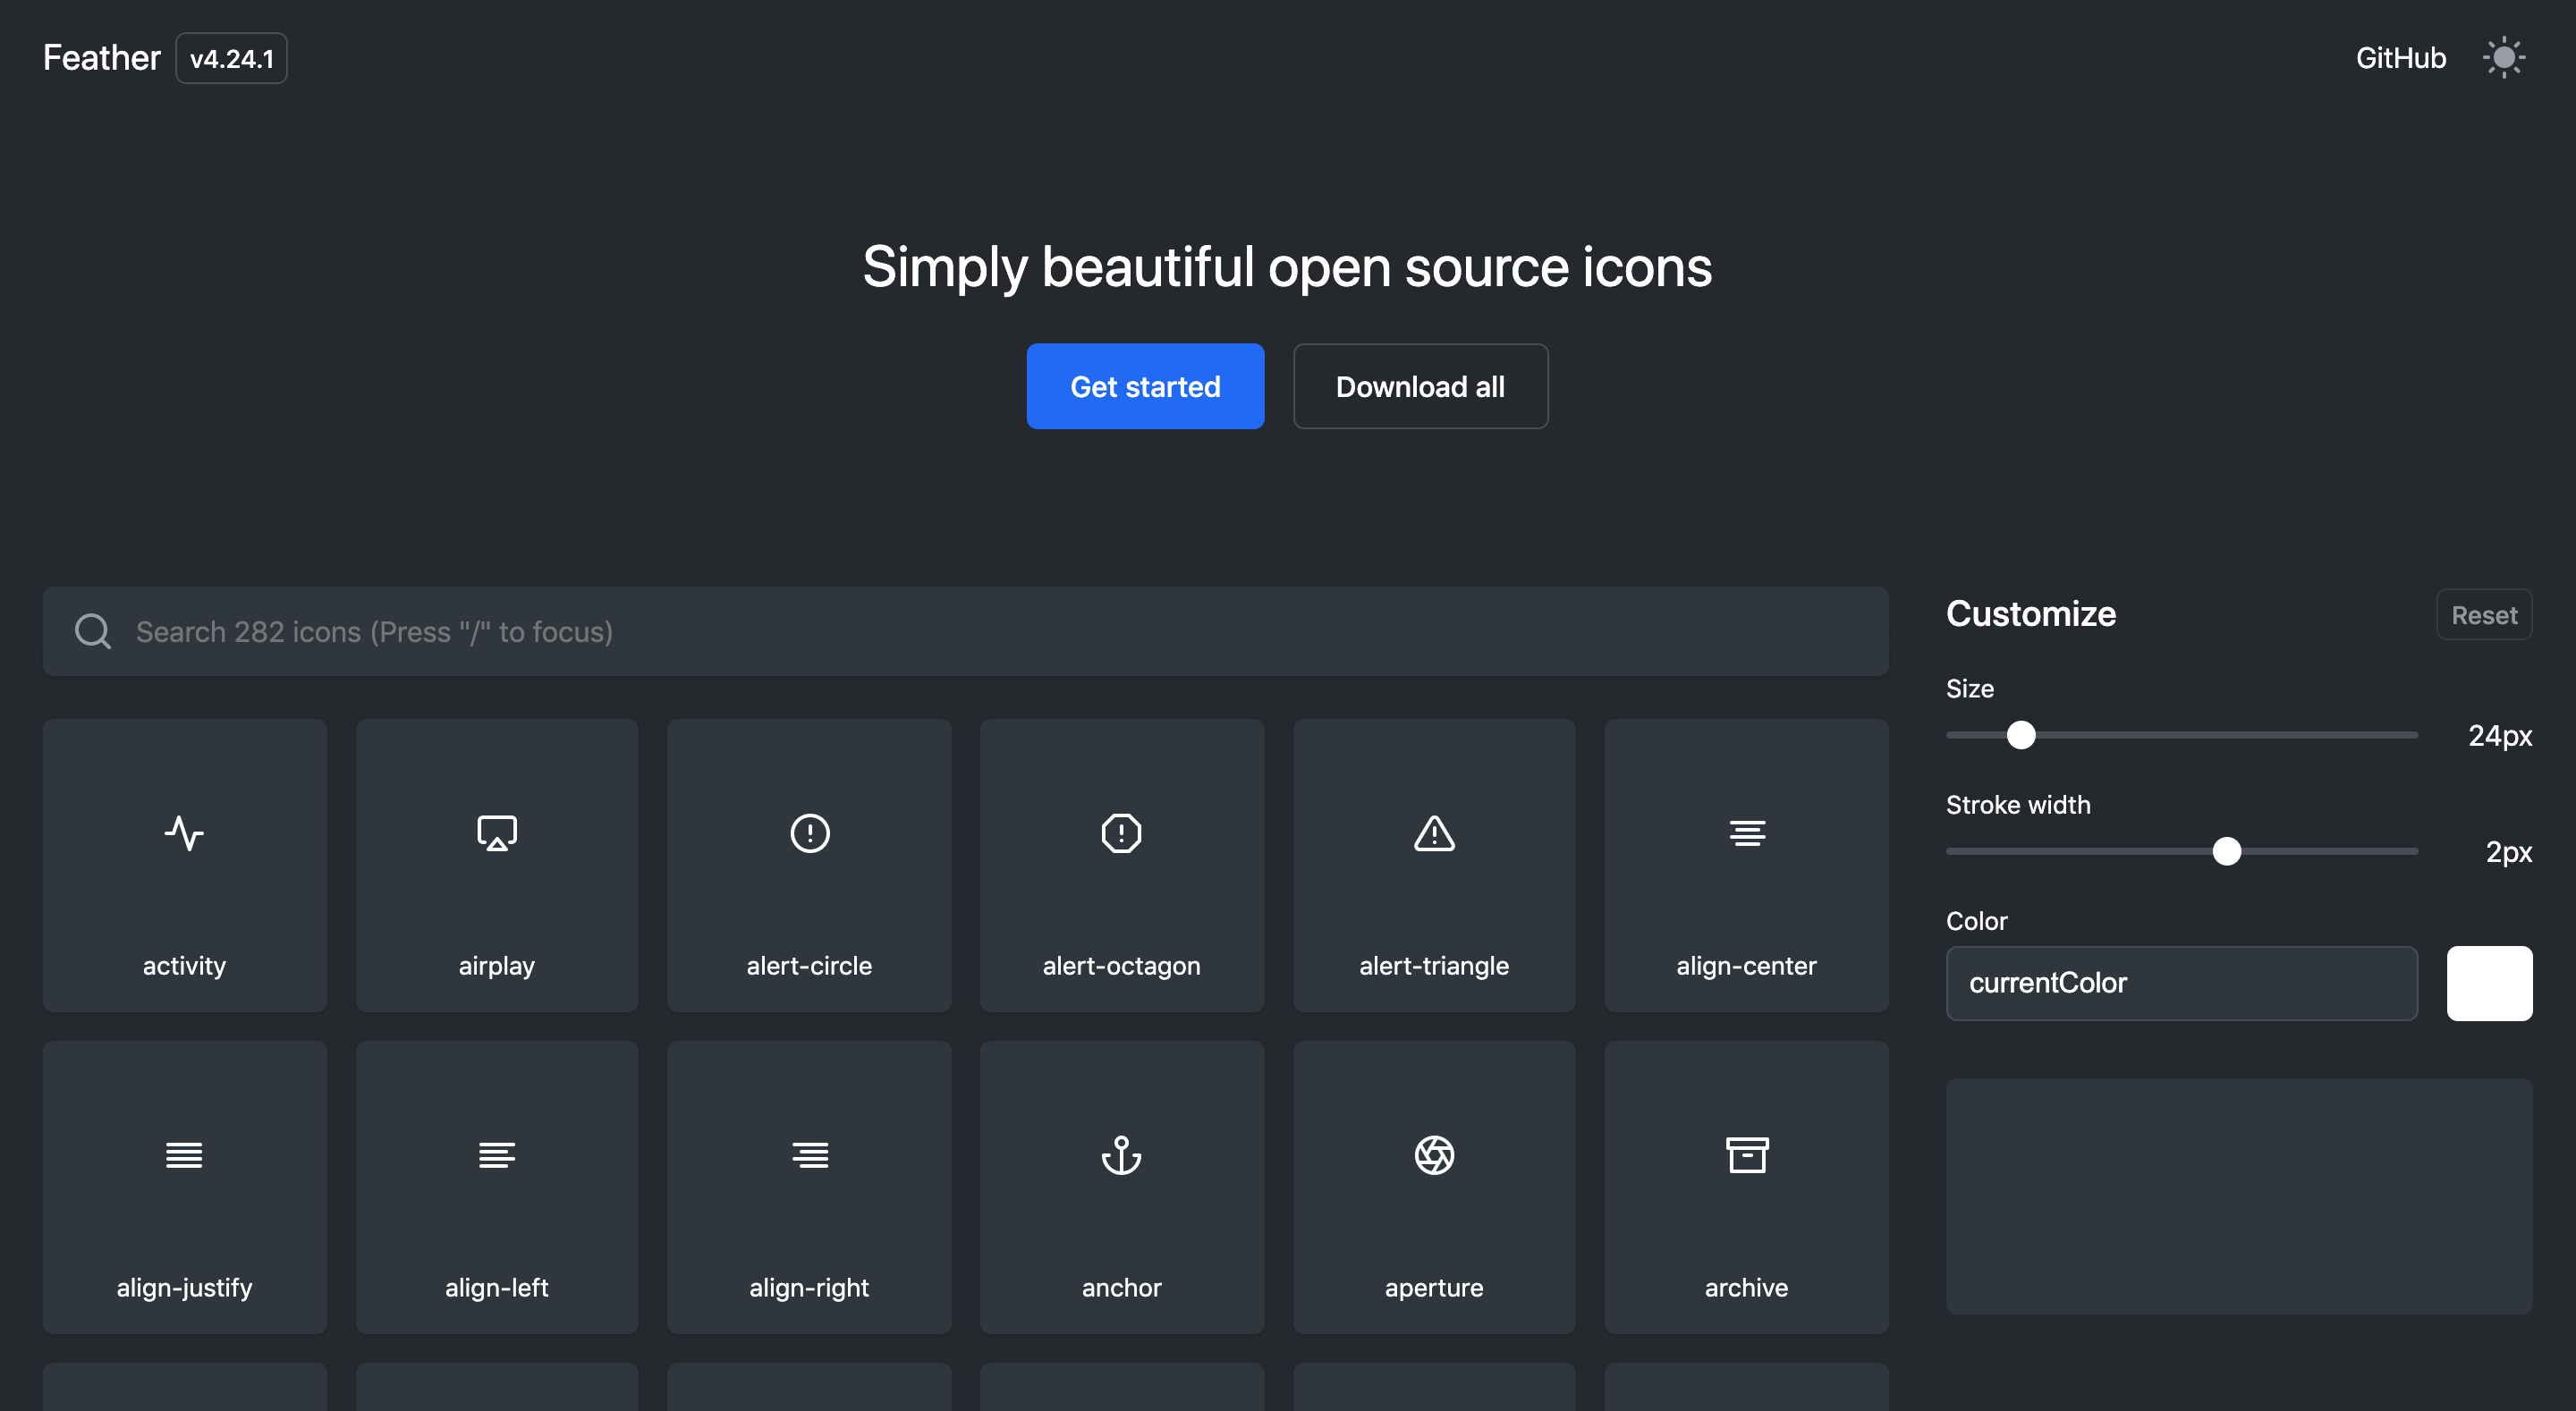 Feather v4.24.1 GitHub
Simply beautiful open source icons
Get started Download all
Search 282 icons (Press "/" to focus)
activity airplay alert-circle alert-octagon alert-triangle align-center
align-justify align-left align-right anchor aperture archive
Customize Reset
Size
24px
Stroke width
2px
Color
currentColor